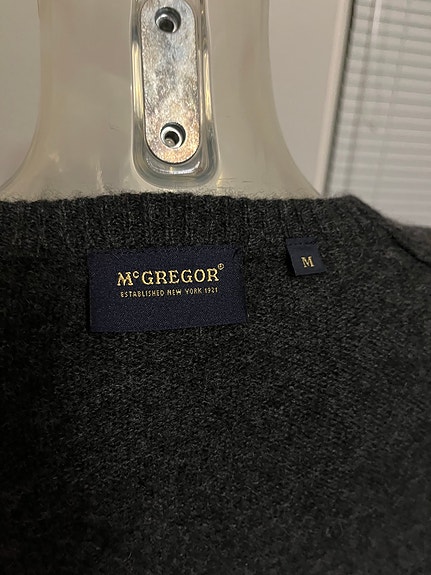 McGREGOR®
ESTABLISHED NEW YORK 1921
M